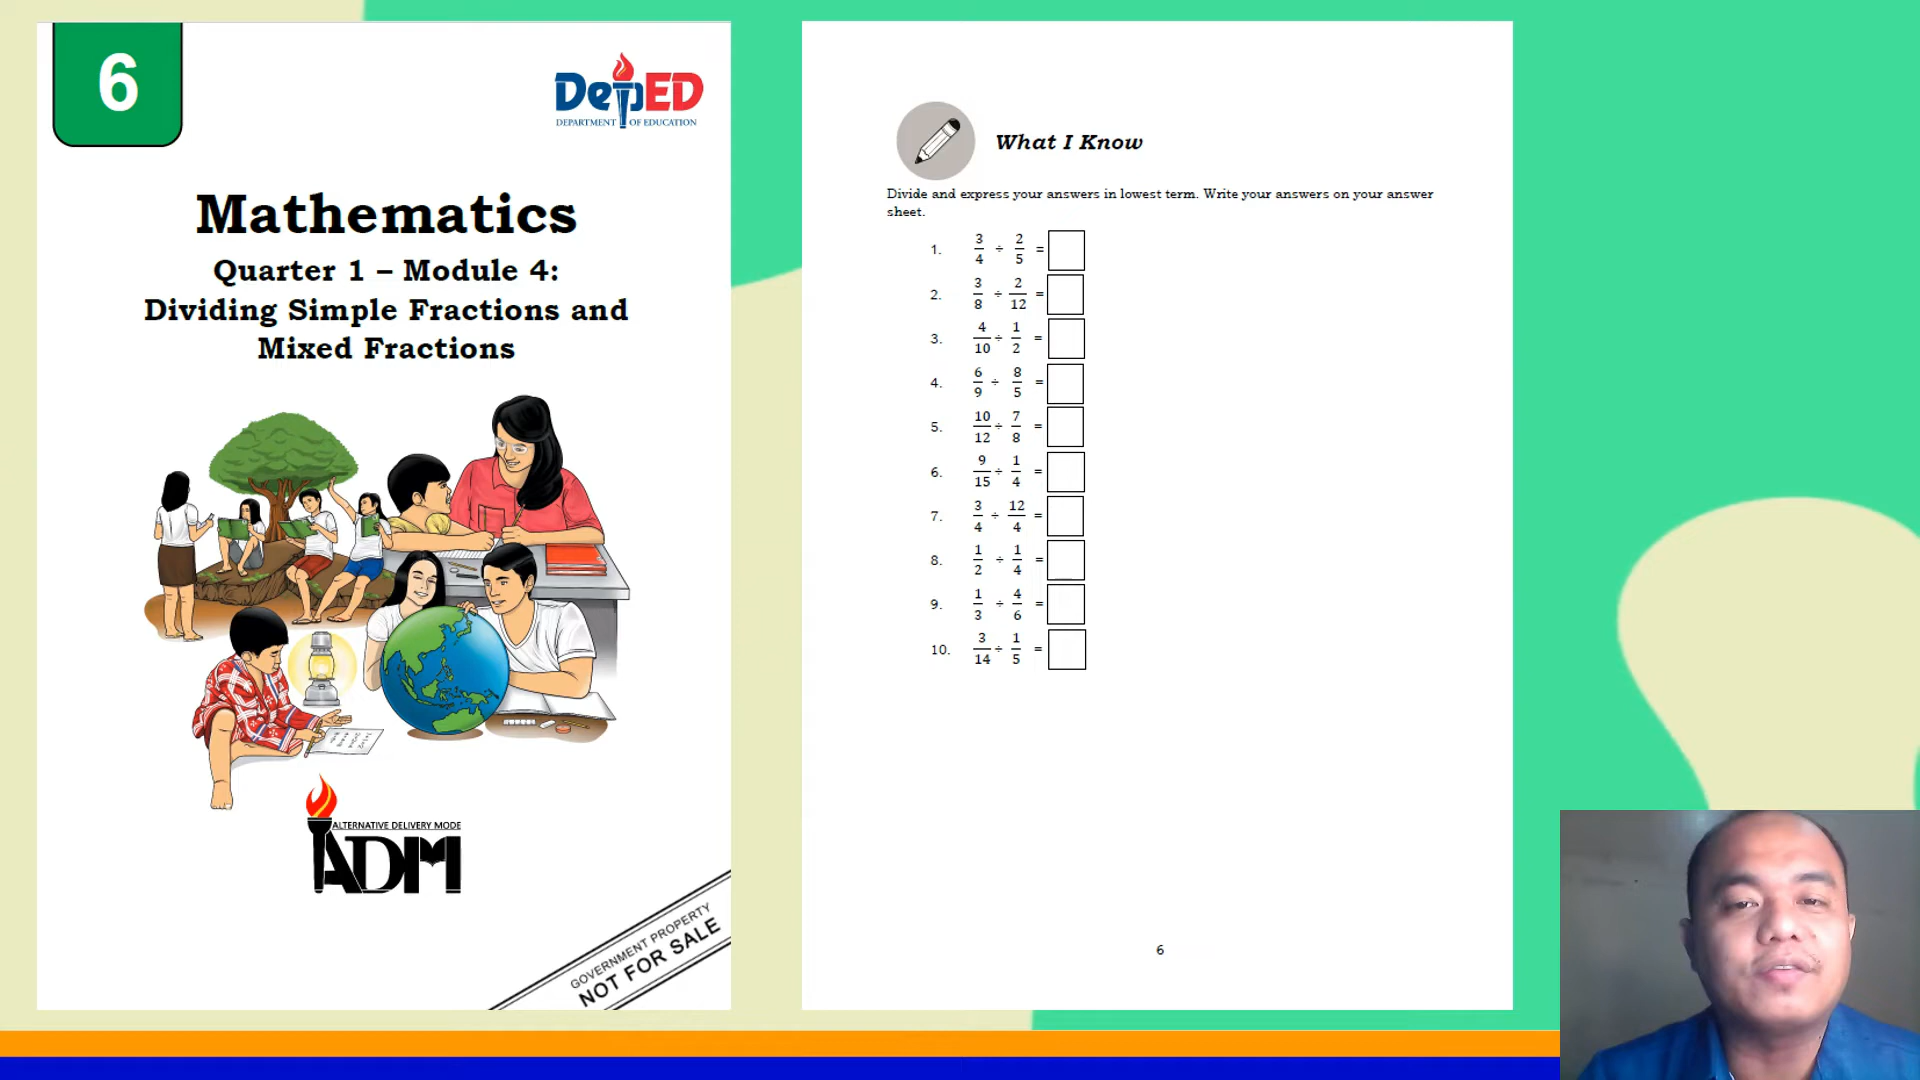 6
DepED
DEPARTMENT OF EDUCATION
Mathematics
Quarter 1 – Module 4:
Dividing Simple Fractions and
Mixed Fractions
ALTERNATIVE DELIVERY MODE
ADM
GOVERNMENT PROPERTY
NOT FOR SALE
What I Know
Divide and express your answers in lowest term. Write your answers on your answer
sheet.
1. 3/4 ÷ 2/5 =
2. 3/8 ÷ 2/12 =
3. 4/10 ÷ 1/2 =
4. 6/9 ÷ 8/5 =
5. 10/12 ÷ 7/8 =
6. 9/15 ÷ 1/4 =
7. 3/4 ÷ 12/4 =
8. 1/2 ÷ 1/4 =
9. 1/3 ÷ 4/6 =
10. 3/14 ÷ 1/5 =
6